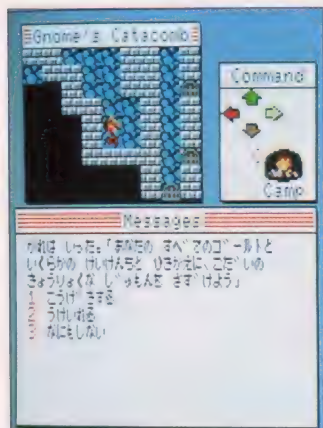 Gnome's Catacomb
Command
Camp
Messages
かれは いった。「あなたの すべてのゴールドと
いくらかの けいけんちと ひきかえに、こだいの
きょうりょくな じゅもんを さずけよう」
1 こうげきする
2 うけいれる
3 なにもしない